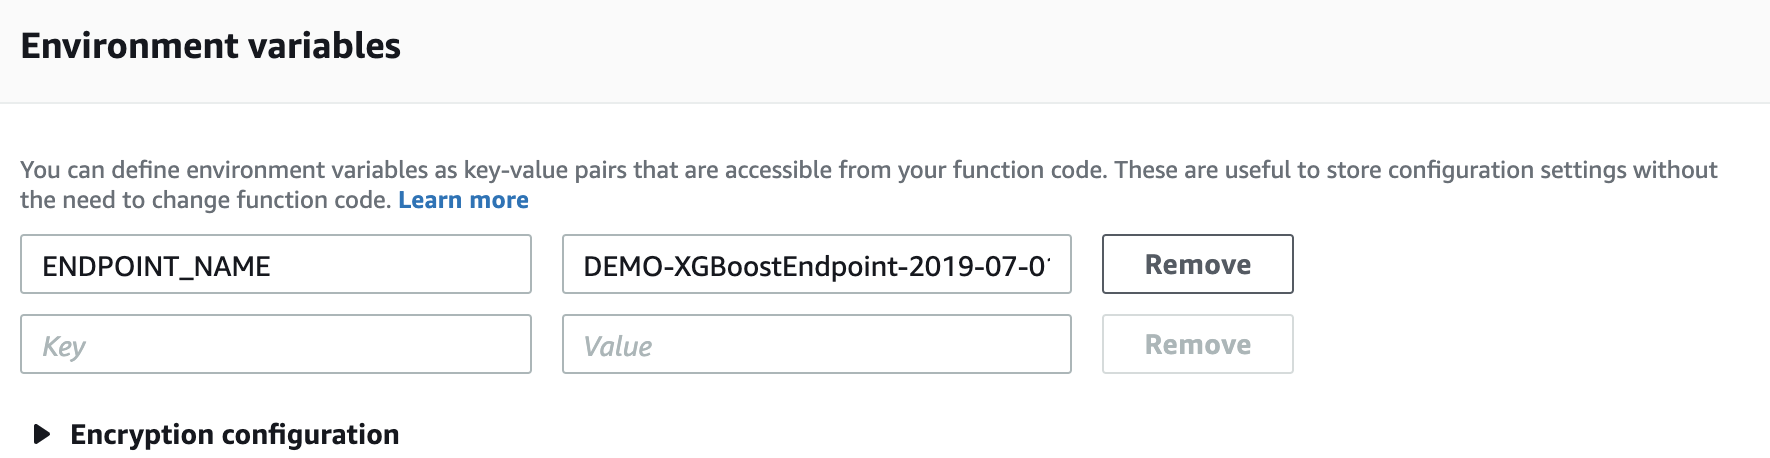 Environment variables
You can define environment variables as key-value pairs that are accessible from your function code. These are useful to store configuration settings without
the need to change function code. Learn more
ENDPOINT_NAME DEMO-XGBoostEndpoint-2019-07-0 Remove
Key Value Remove
Encryption configuration